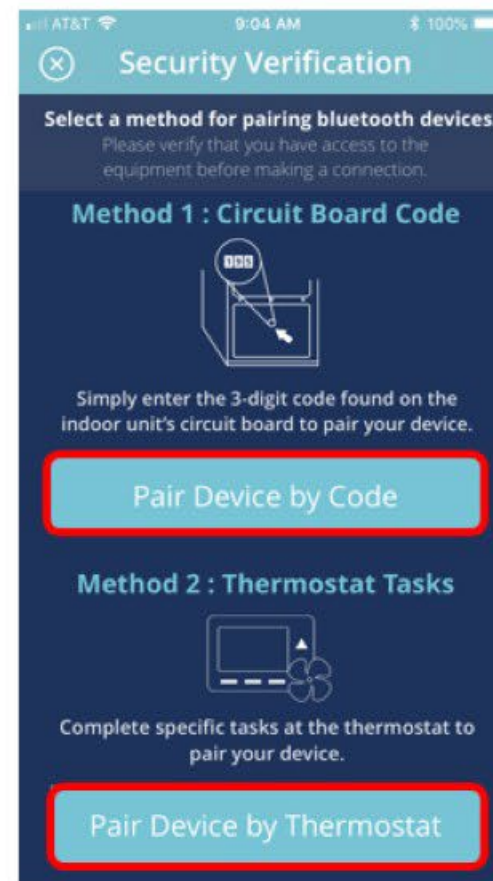 AT&T 9:04 AM 100%
Security Verification
Select a method for pairing bluetooth devices
Please verify that you have access to the
equipment before making a connection.
Method 1 : Circuit Board Code
Simply enter the 3-digit code found on the
indoor unit's circuit board to pair your device.
Pair Device by Code
Method 2 : Thermostat Tasks
Complete specific tasks at the thermostat to
pair your device.
Pair Device by Thermostat